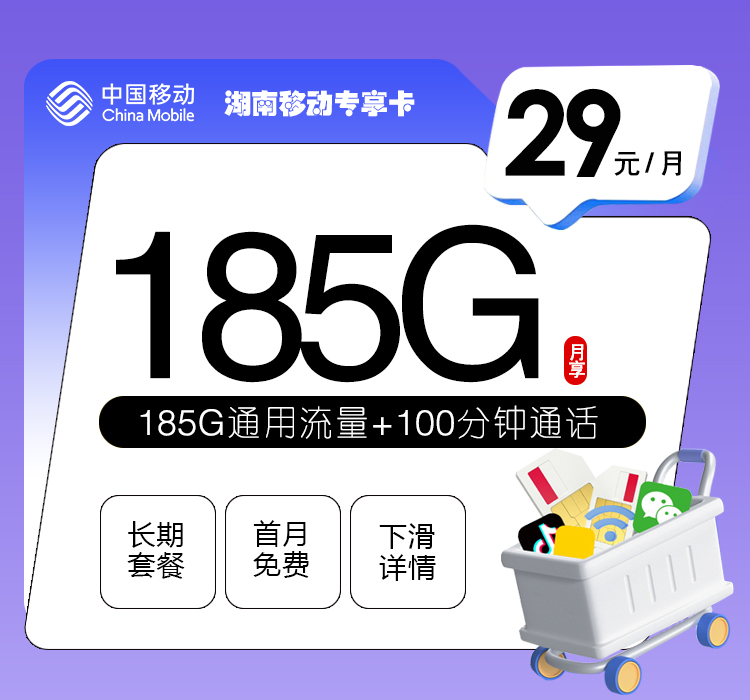 中国移动
China Mobile
湖南移动专享卡
29元/月
185G
月享
185G通用流量+100分钟通话
长期
套餐
首月
免费
下滑
详情